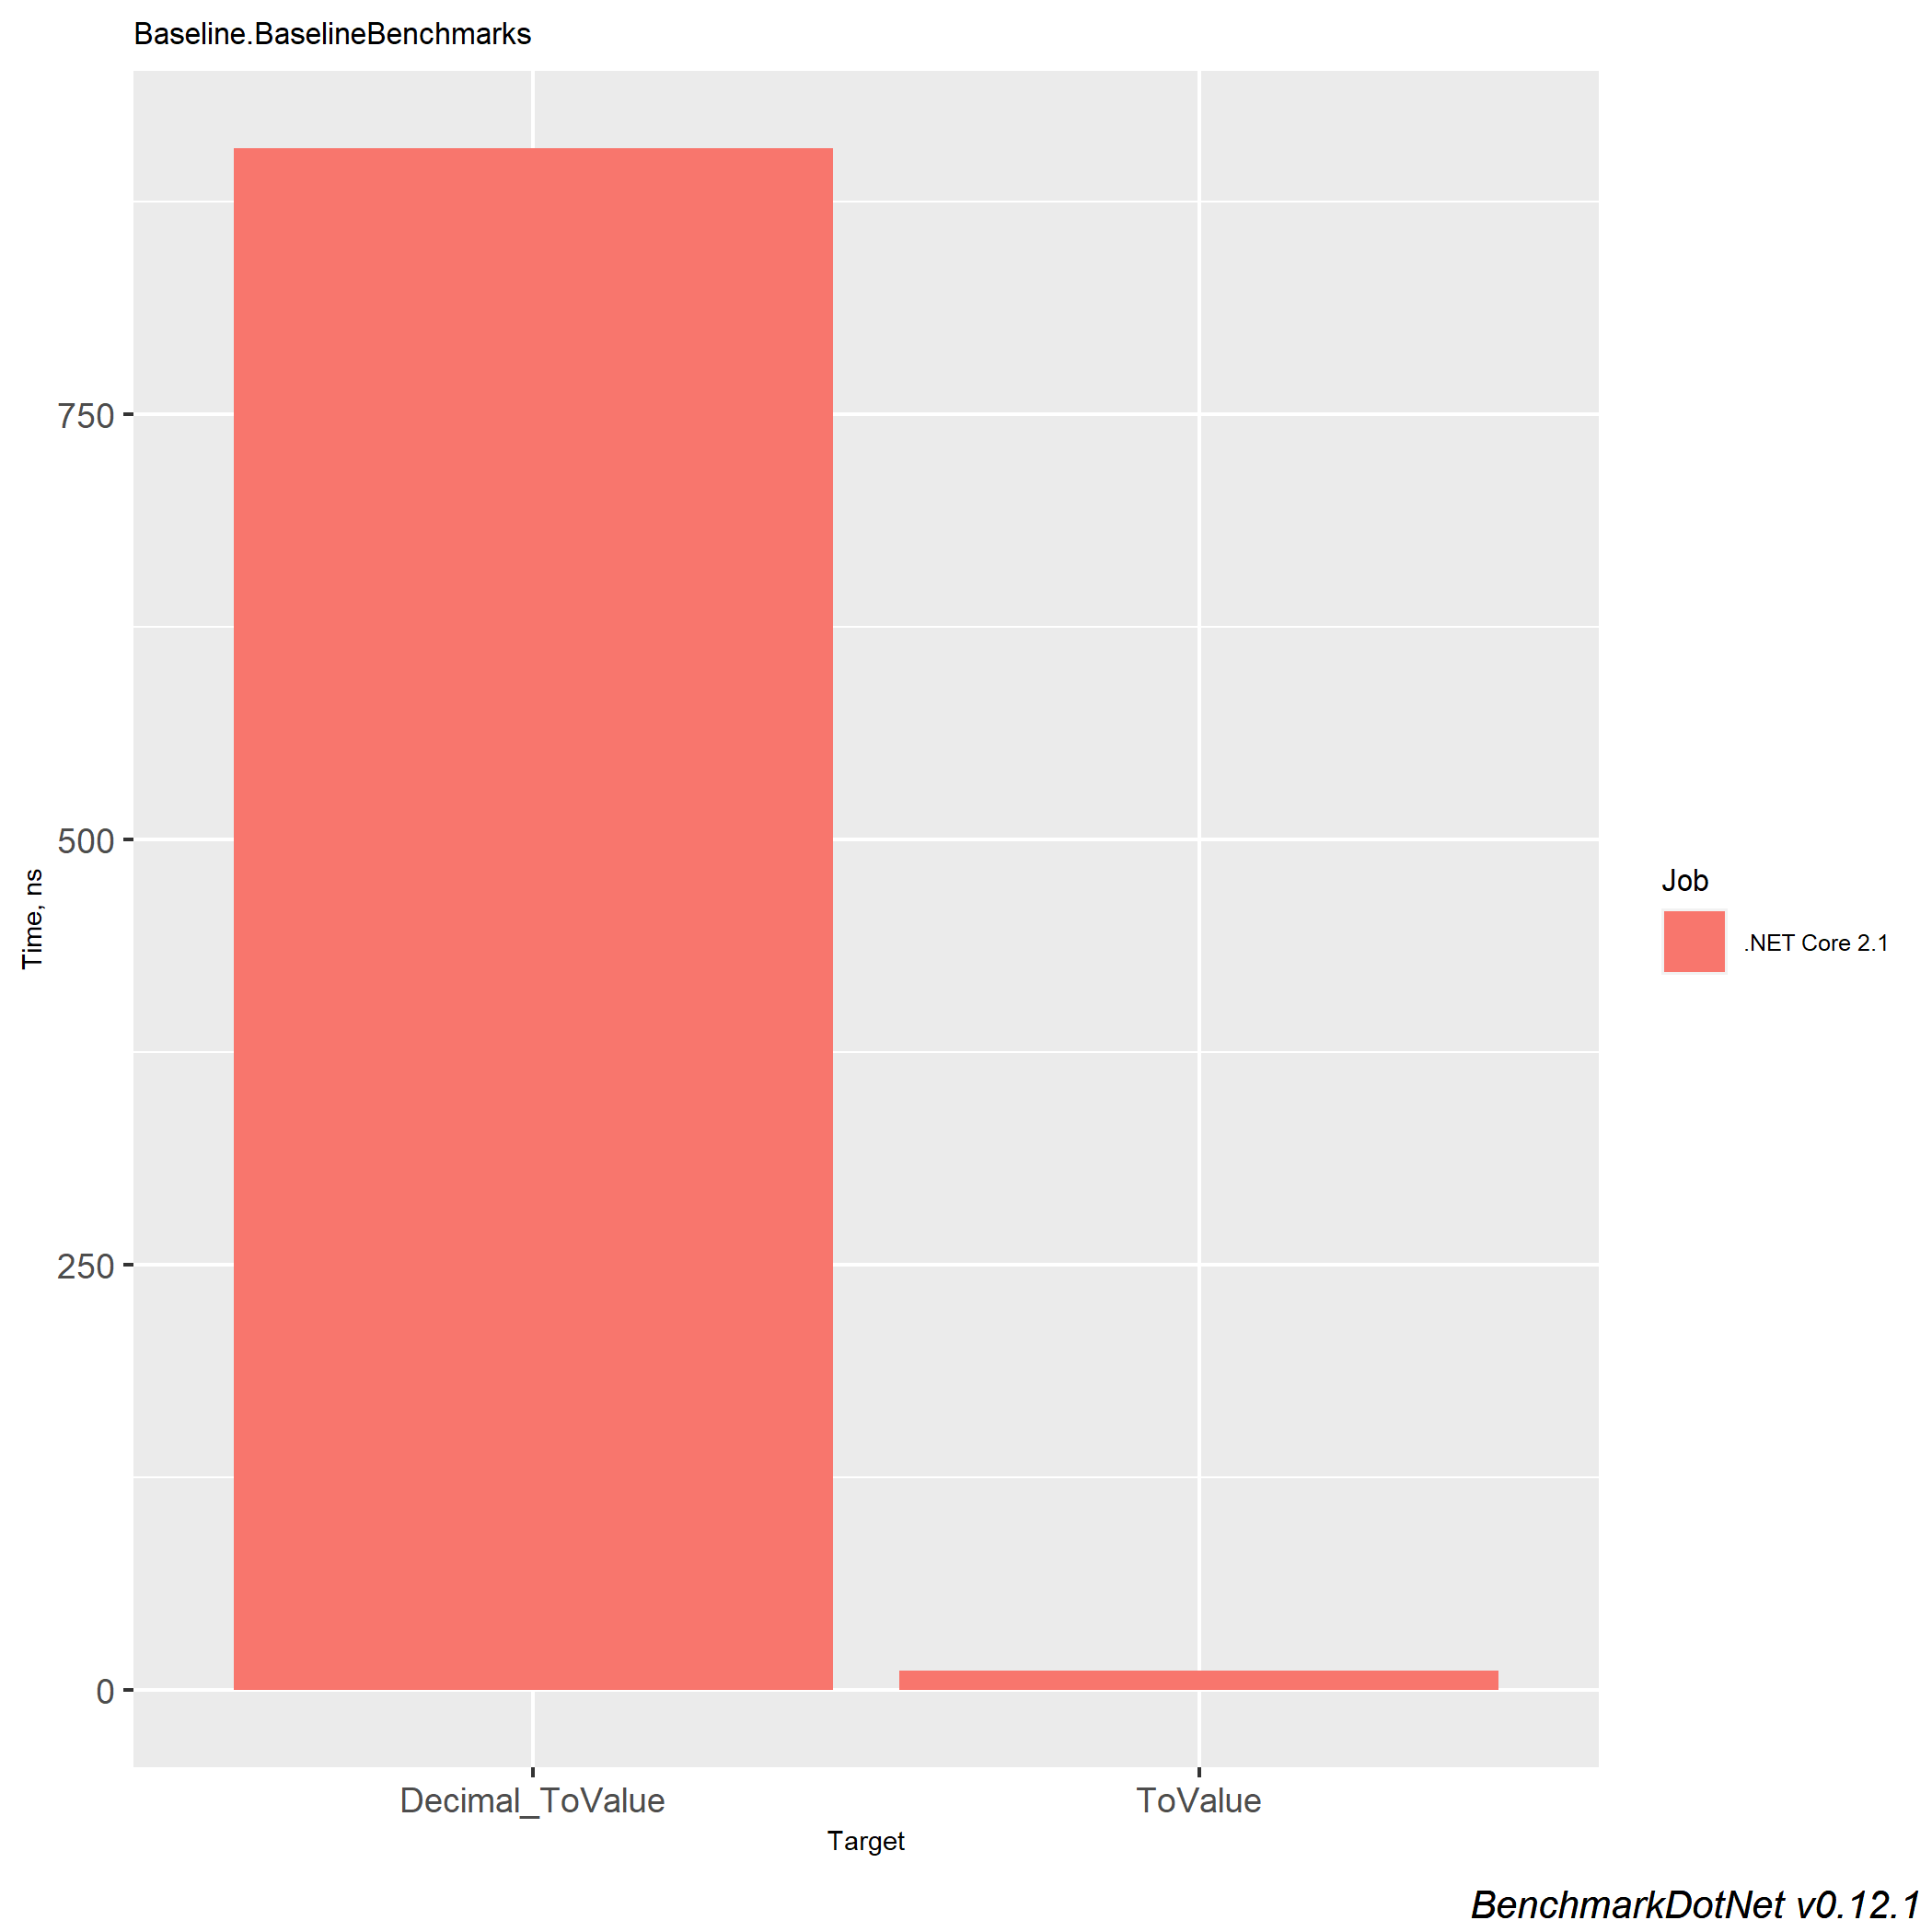 Baseline.BaselineBenchmarks
750
500
250
0
Time, ns
Decimal_ToValue
ToValue
Target
Job
.NET Core 2.1
BenchmarkDotNet v0.12.1